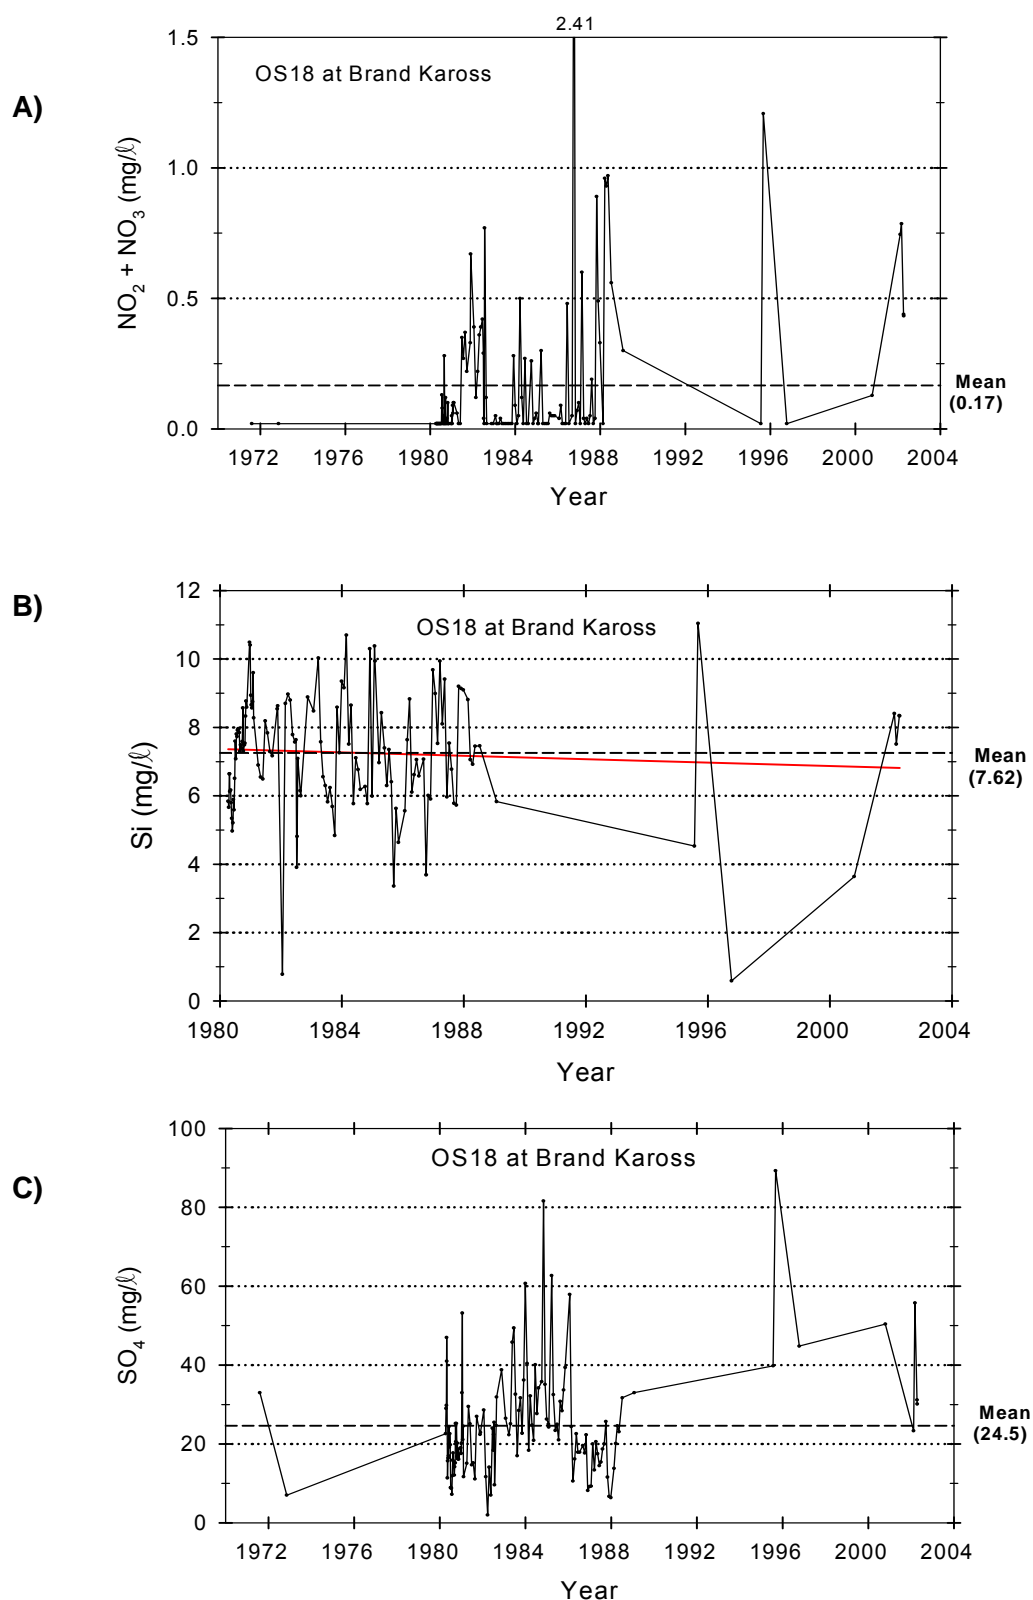 2.41
A)
OS18 at Brand Kaross
1.5
1.0
0.5
0.0
NO₂ + NO₃ (mg/ℓ)
Mean
(0.17)
1972 1976 1980 1984 1988 1992 1996 2000 2004
Year
B)
OS18 at Brand Kaross
12
10
8
6
4
2
0
Si (mg/ℓ)
Mean
(7.62)
1980 1984 1988 1992 1996 2000 2004
Year
C)
OS18 at Brand Kaross
100
80
60
40
20
0
SO₄ (mg/ℓ)
Mean
(24.5)
1972 1976 1980 1984 1988 1992 1996 2000 2004
Year